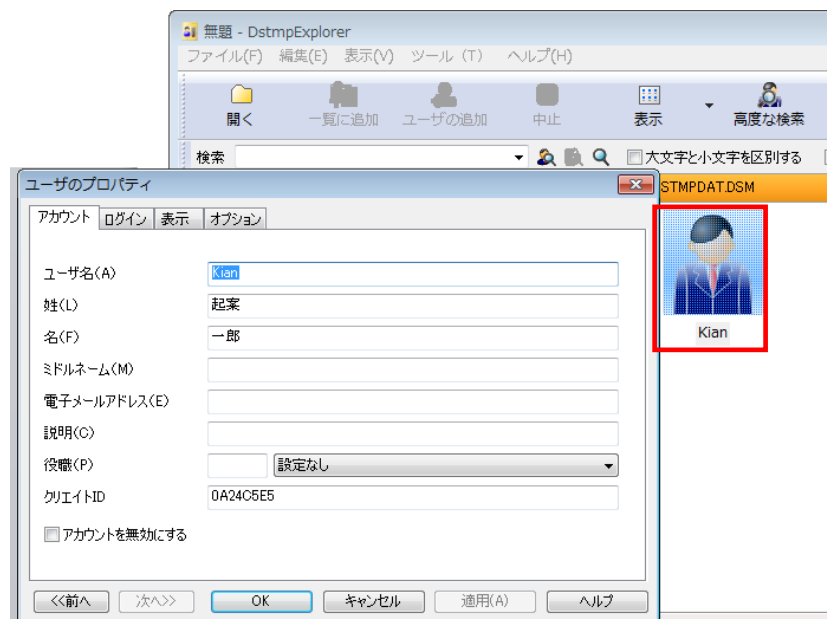 無題 - DstmpExplorer
ファイル(F) 編集(E) 表示(V) ツール (T) ヘルプ(H)
開く 一覧に追加 ユーザの追加 中止 表示 高度な検索
検索 大文字と小文字を区別する
STMPDAT.DSM
Kian
ユーザのプロパティ
アカウント ログイン 表示 オプション
ユーザ名(A) Kian
姓(L) 起案
名(F) 一郎
ミドルネーム(M)
電子メールアドレス(E)
説明(C)
役職(P) 設定なし
クリエイトID 0A24C5E5
アカウントを無効にする
<<前へ 次へ>> OK キャンセル 適用(A) ヘルプ